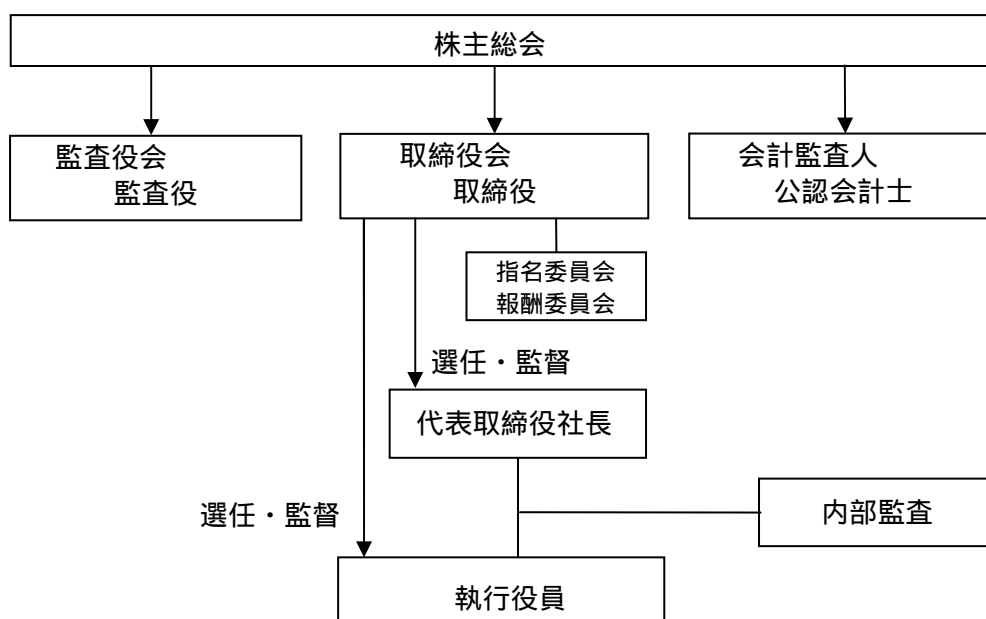 株主総会
監査役会
監査役
取締役会
取締役
会計監査人
公認会計士
指名委員会
報酬委員会
選任・監督
代表取締役社長
選任・監督
内部監査
執行役員